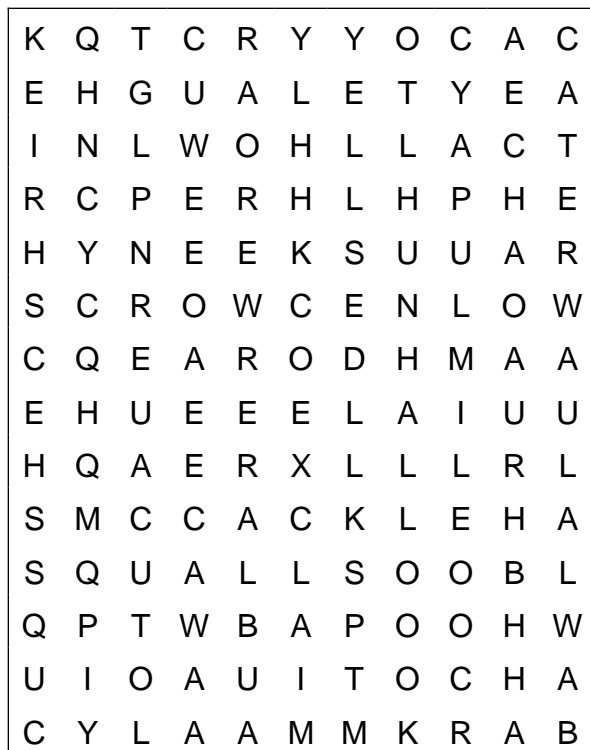 K Q T C R Y Y O C A C
E H G U A L E T Y E A
I N L W O H L L A C T
R C P E R H L H P H E
H Y N E E K S U U A R
S C R O W C E N L O W
C Q E A R O D H M A A
E H U E E E L A I U U
H Q A E R X L L L R L
S M C C A C K L E H A
S Q U A L L S O O B L
Q P T W B A P O O H W
U I O A U I T O C H A
C Y L A A M M K R A B